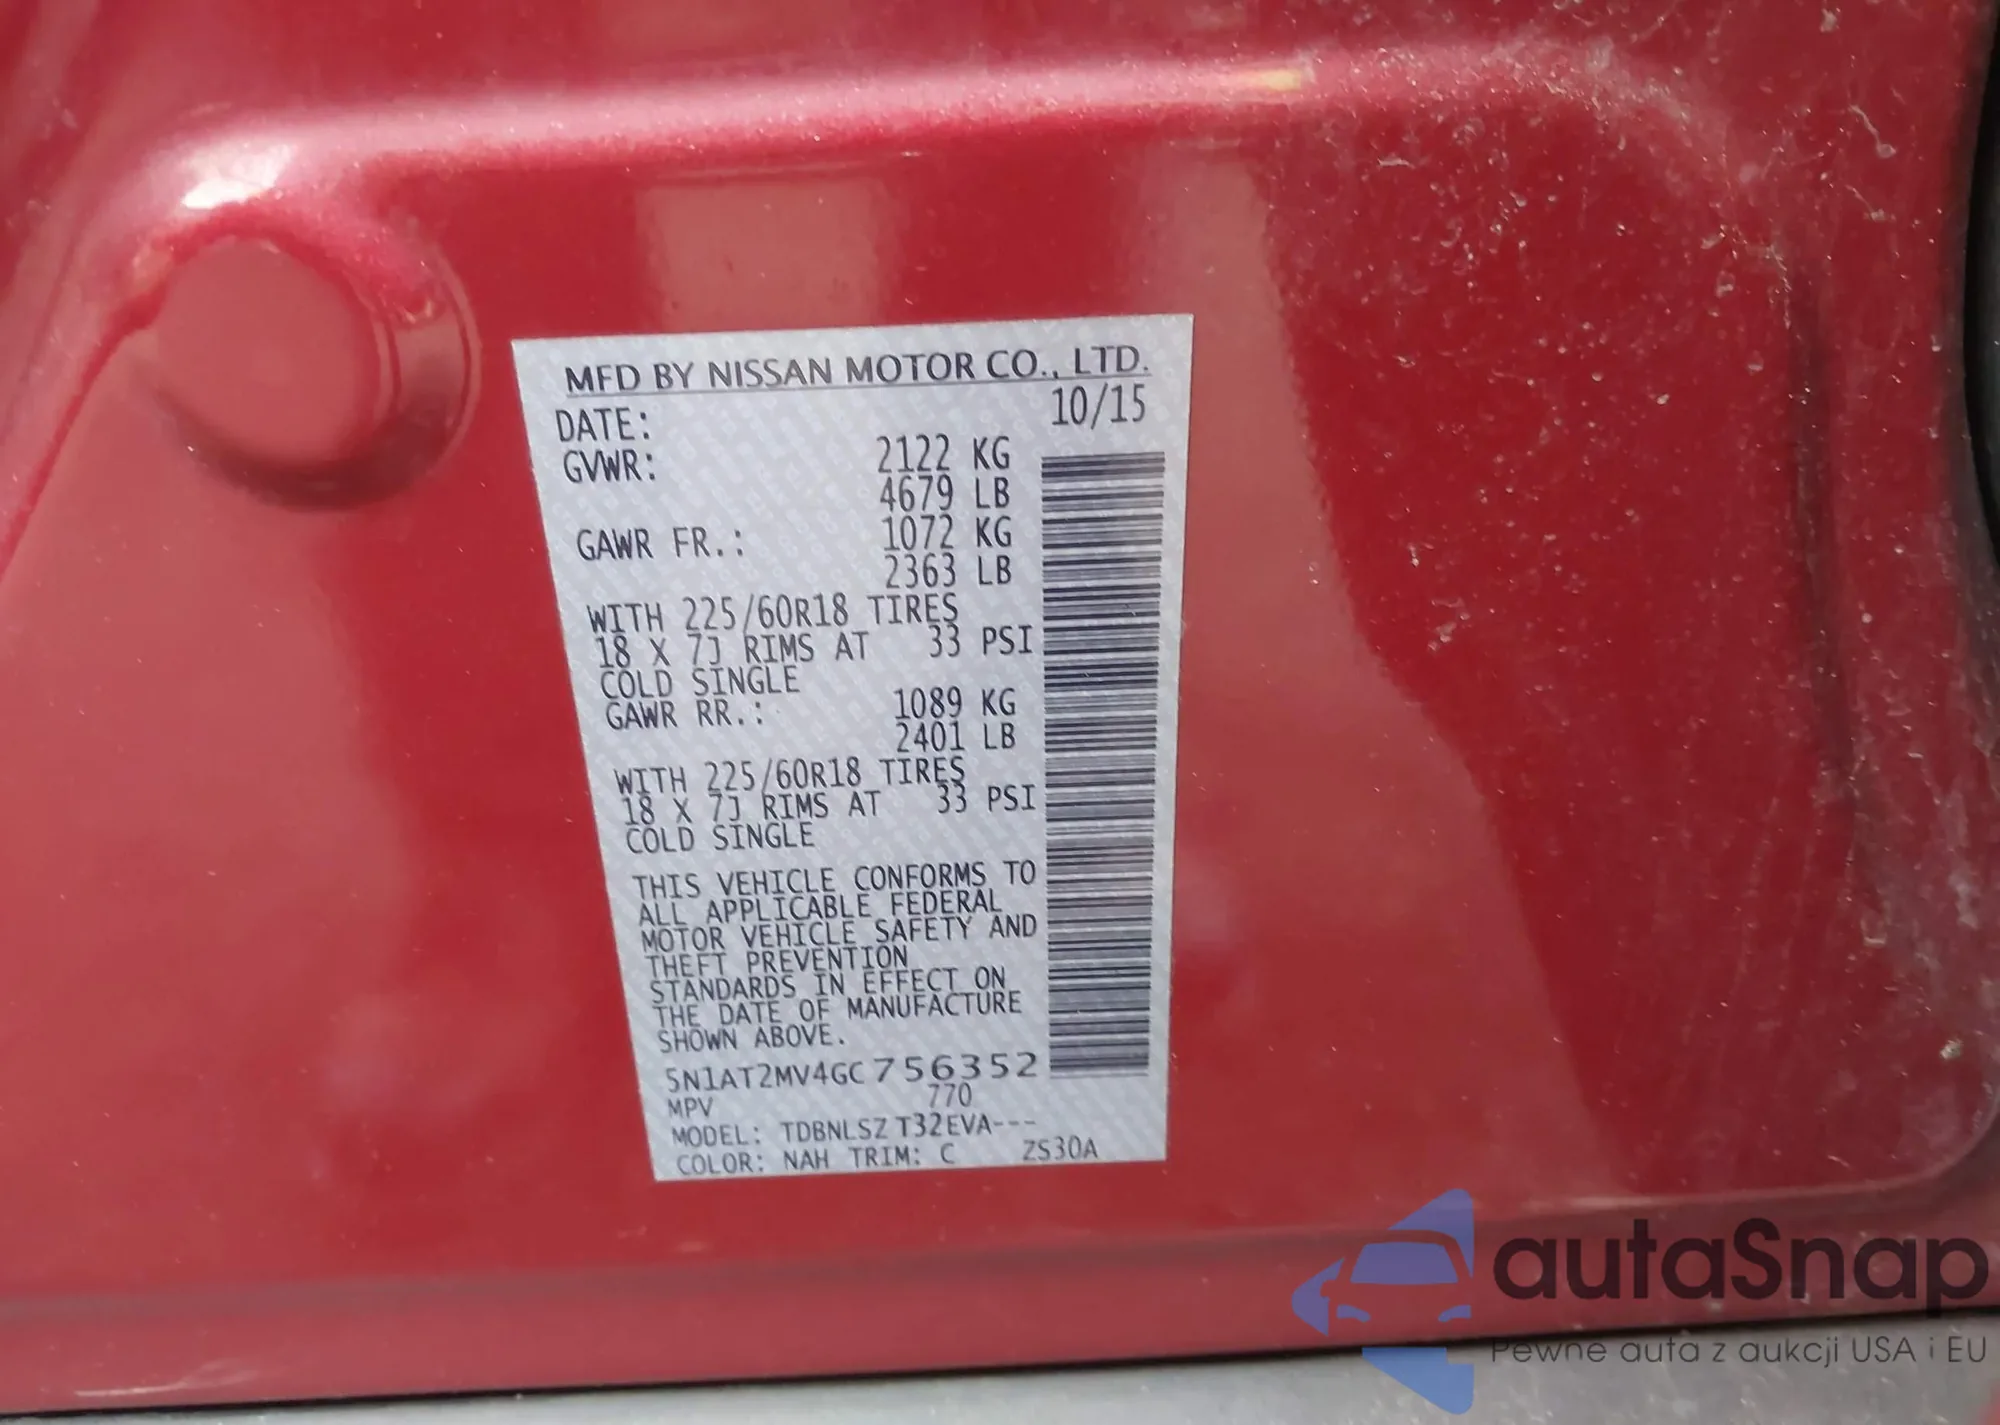 MFD BY NISSAN MOTOR CO., LTD.
DATE: 10/15
GVWR: 2122 KG
4679 LB
GAWR FR.: 1072 KG
2363 LB
WITH 225/60R18 TIRES
18 X 7J RIMS AT 33 PSI
COLD SINGLE
GAWR RR.: 1089 KG
2401 LB
WITH 225/60R18 TIRES
18 X 7J RIMS AT 33 PSI
COLD SINGLE
THIS VEHICLE CONFORMS TO
ALL APPLICABLE FEDERAL
MOTOR VEHICLE SAFETY AND
THEFT PREVENTION
STANDARDS IN EFFECT ON
THE DATE OF MANUFACTURE
SHOWN ABOVE.
5N1AT2MV4GC756352
MPV 770
MODEL: TDBNLSZ T32EVA---
COLOR: NAH TRIM: C ZS30A
autaSnap
Pewne auta z aukcji USA i EU